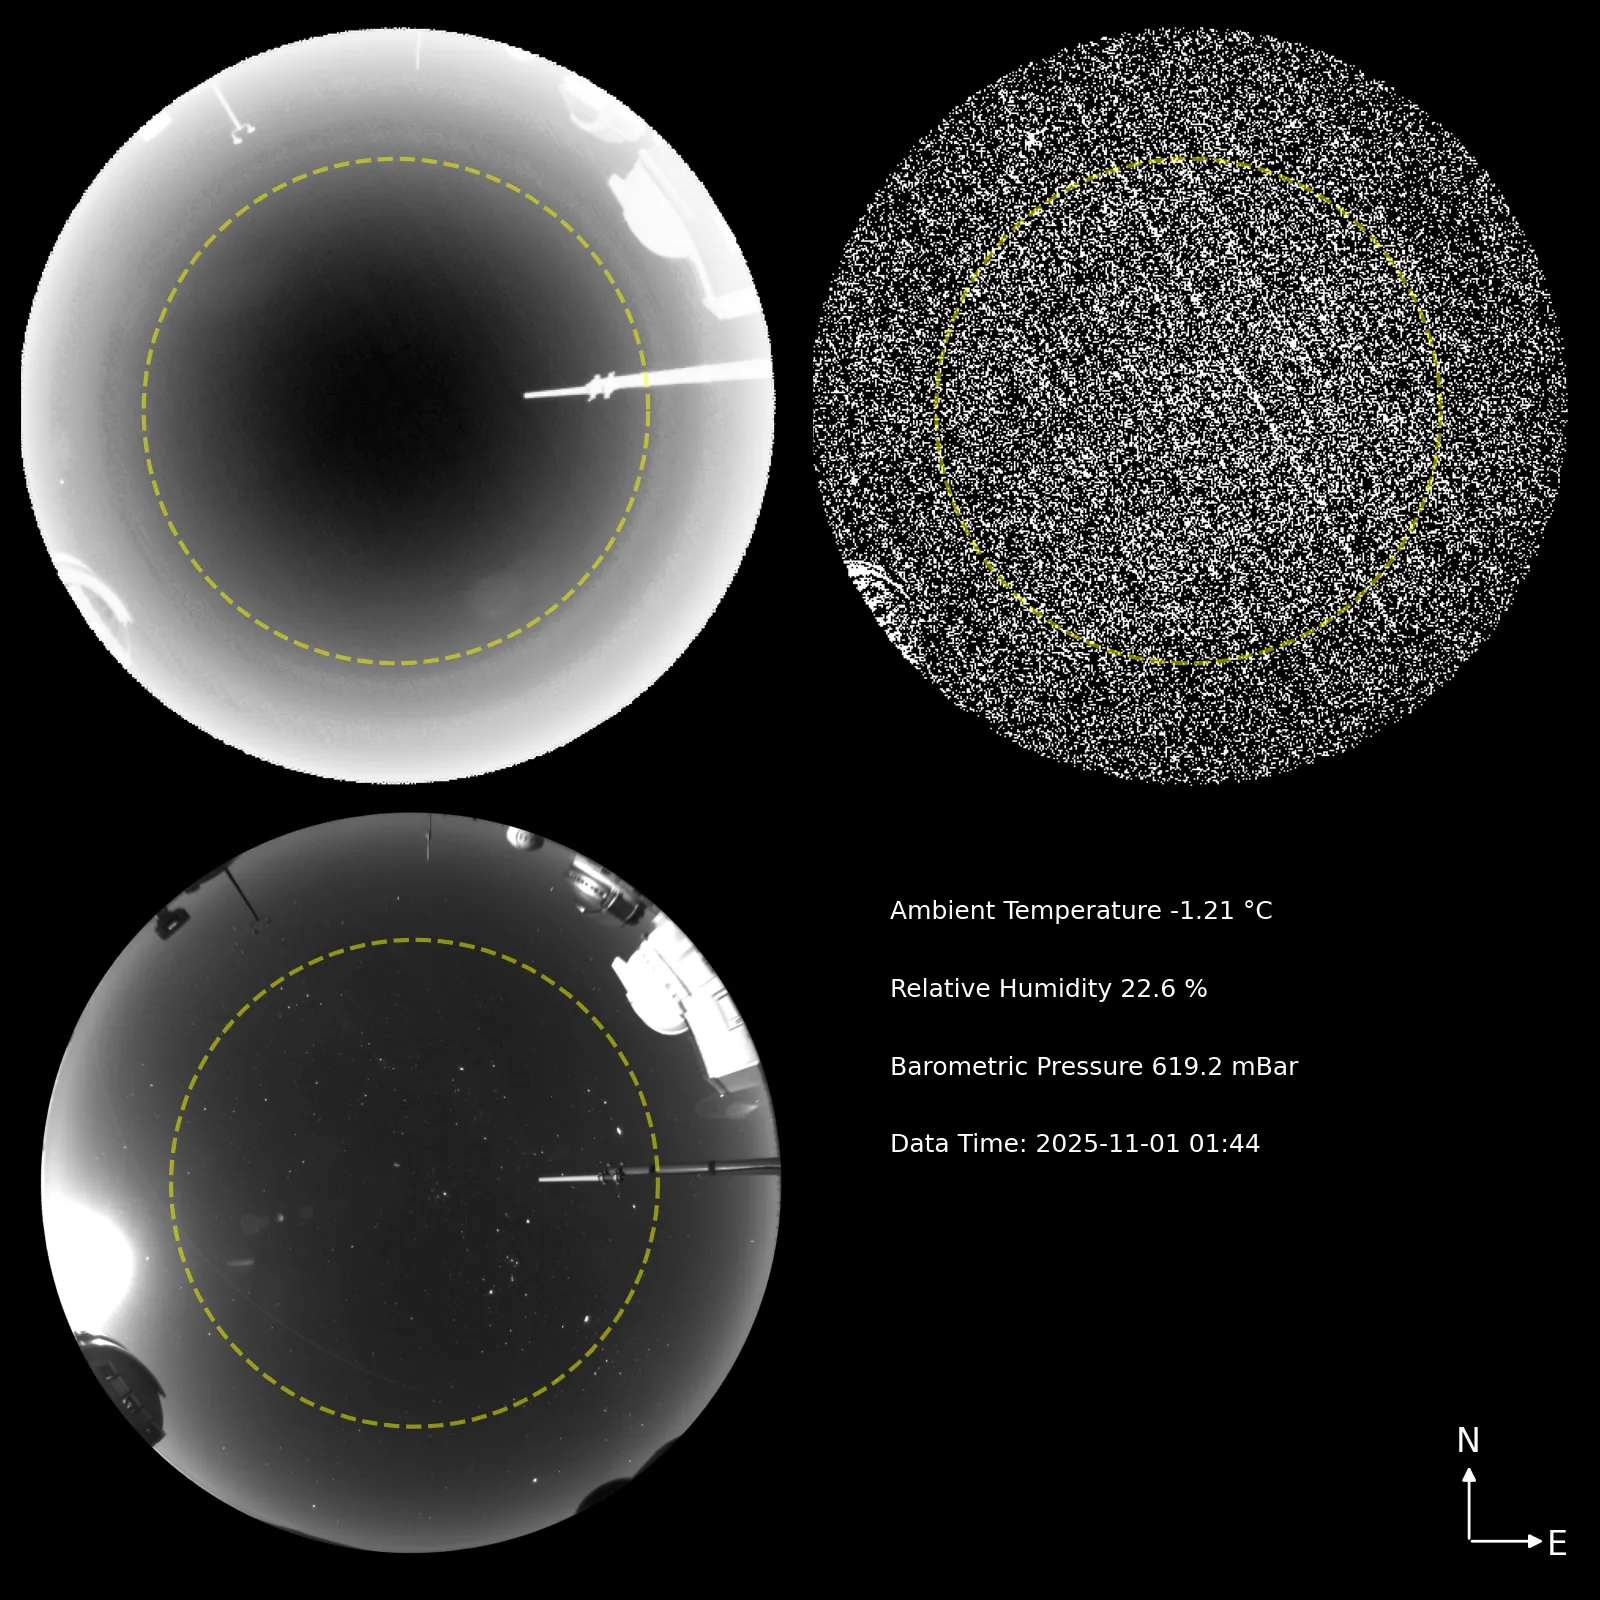 Ambient Temperature -1.21 °C
Relative Humidity 22.6 %
Barometric Pressure 619.2 mBar
Data Time: 2025-11-01 01:44
N
E